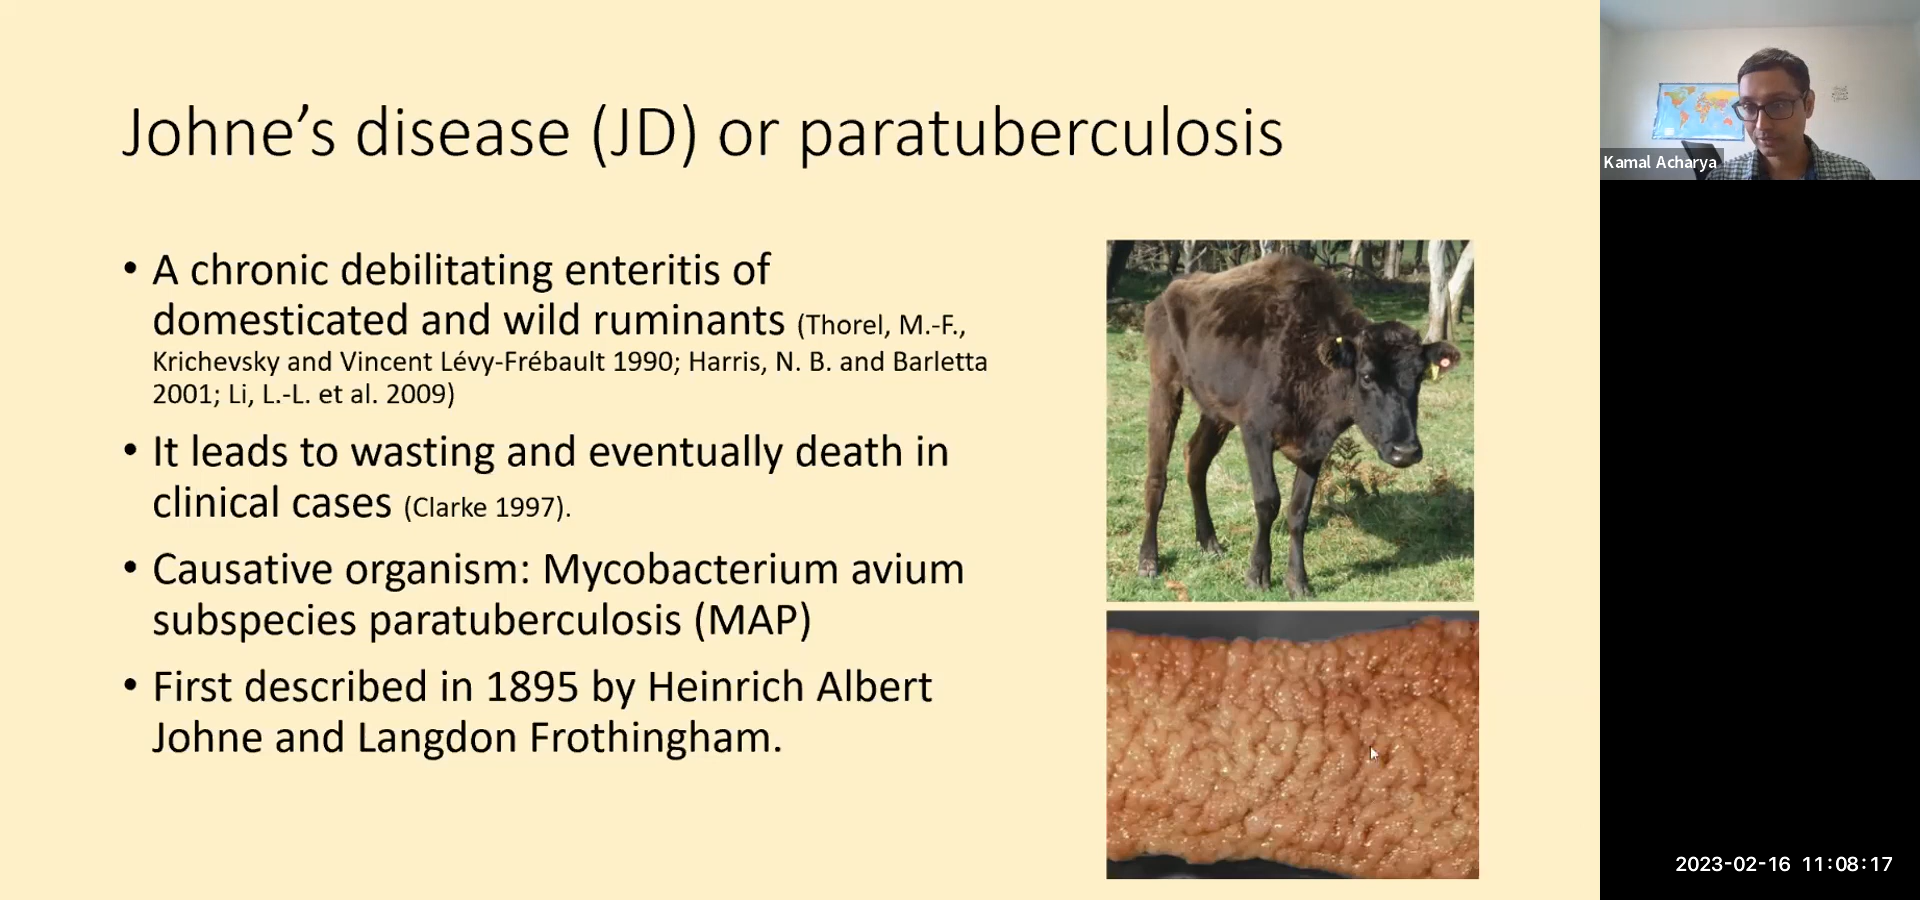 Johne’s disease (JD) or paratuberculosis
• A chronic debilitating enteritis of
domesticated and wild ruminants (Thorel, M.-F.,
Krichevsky and Vincent Lévy-Frébault 1990; Harris, N. B. and Barletta
2001; Li, L.-L. et al. 2009)
• It leads to wasting and eventually death in
clinical cases (Clarke 1997).
• Causative organism: Mycobacterium avium
subspecies paratuberculosis (MAP)
• First described in 1895 by Heinrich Albert
Johne and Langdon Frothingham.
Kamal Acharya
2023-02-16 11:08:17